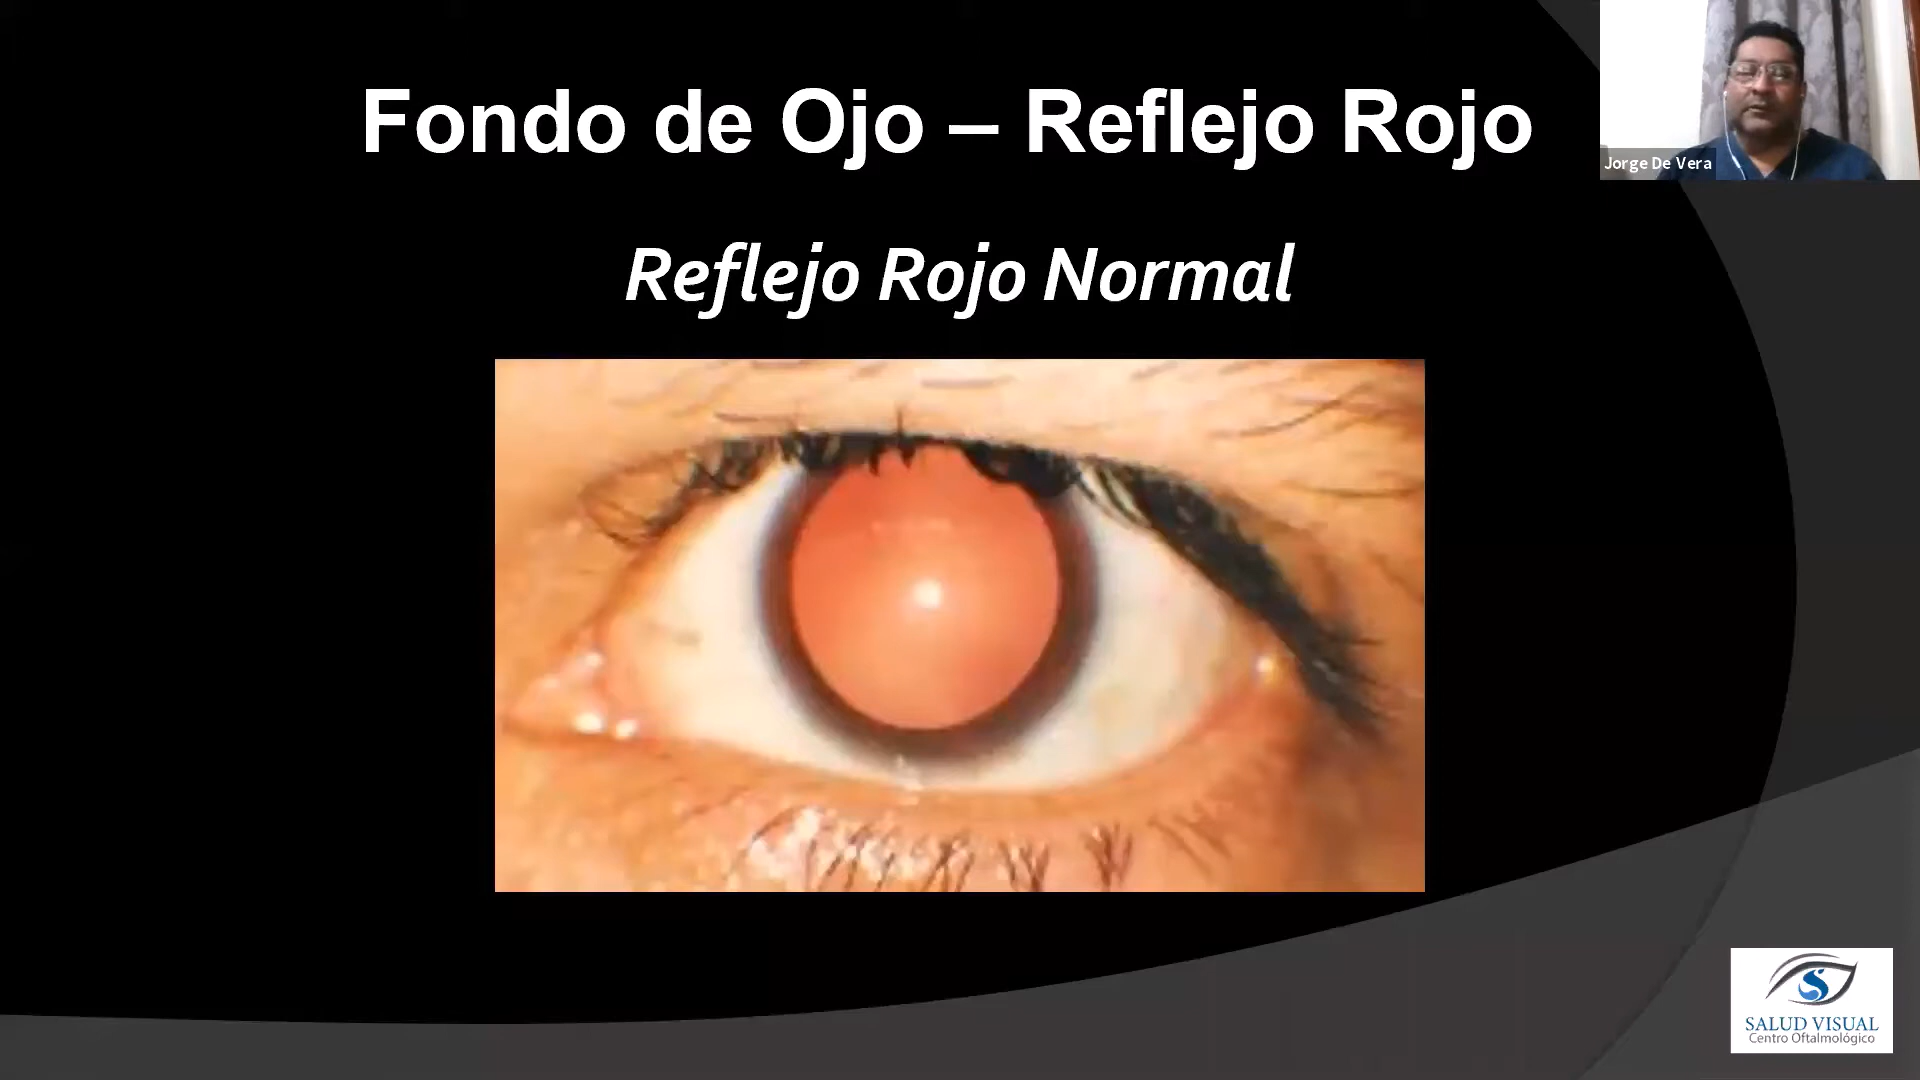 Fondo de Ojo – Reflejo Rojo
Jorge De Vera
Reflejo Rojo Normal
SALUD VISUAL
Centro Oftalmológico